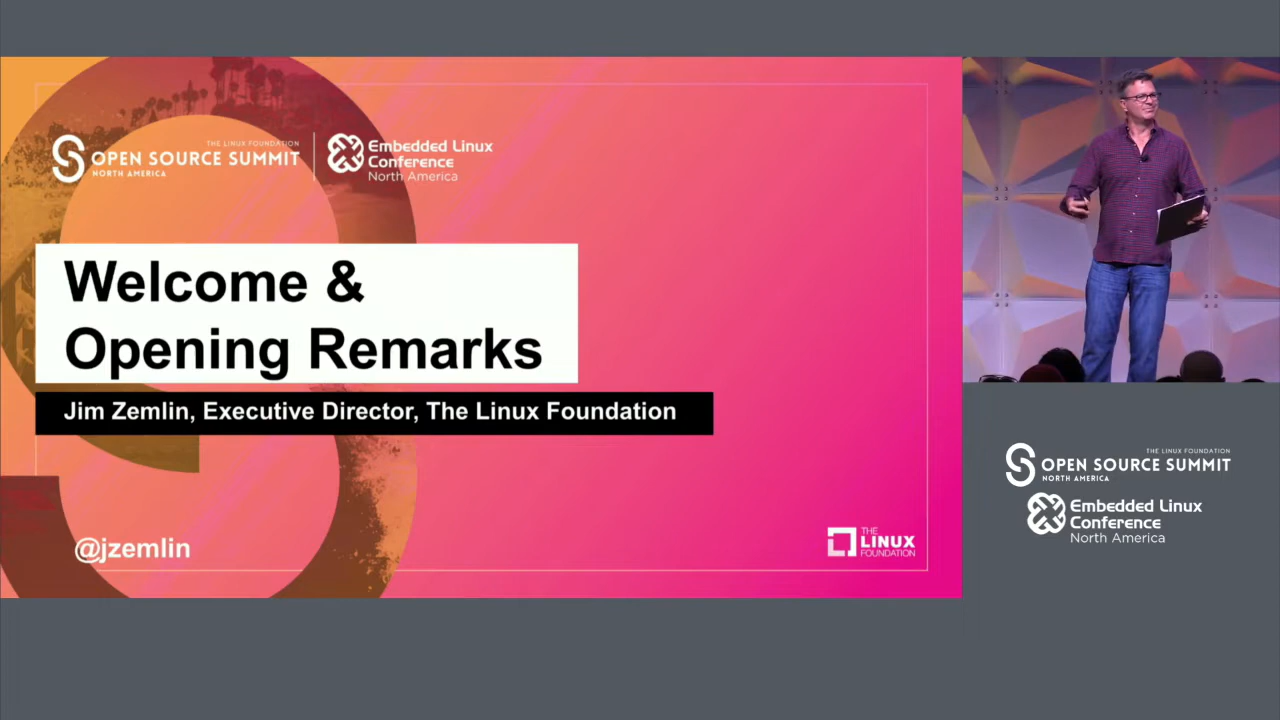 THE LINUX FOUNDATION
OPEN SOURCE SUMMIT
NORTH AMERICA
Embedded Linux
Conference
North America
Welcome &
Opening Remarks
Jim Zemlin, Executive Director, The Linux Foundation
@jzemlin
THE
LINUX
FOUNDATION
THE LINUX FOUNDATION
OPEN SOURCE SUMMIT
NORTH AMERICA
Embedded Linux
Conference
North America